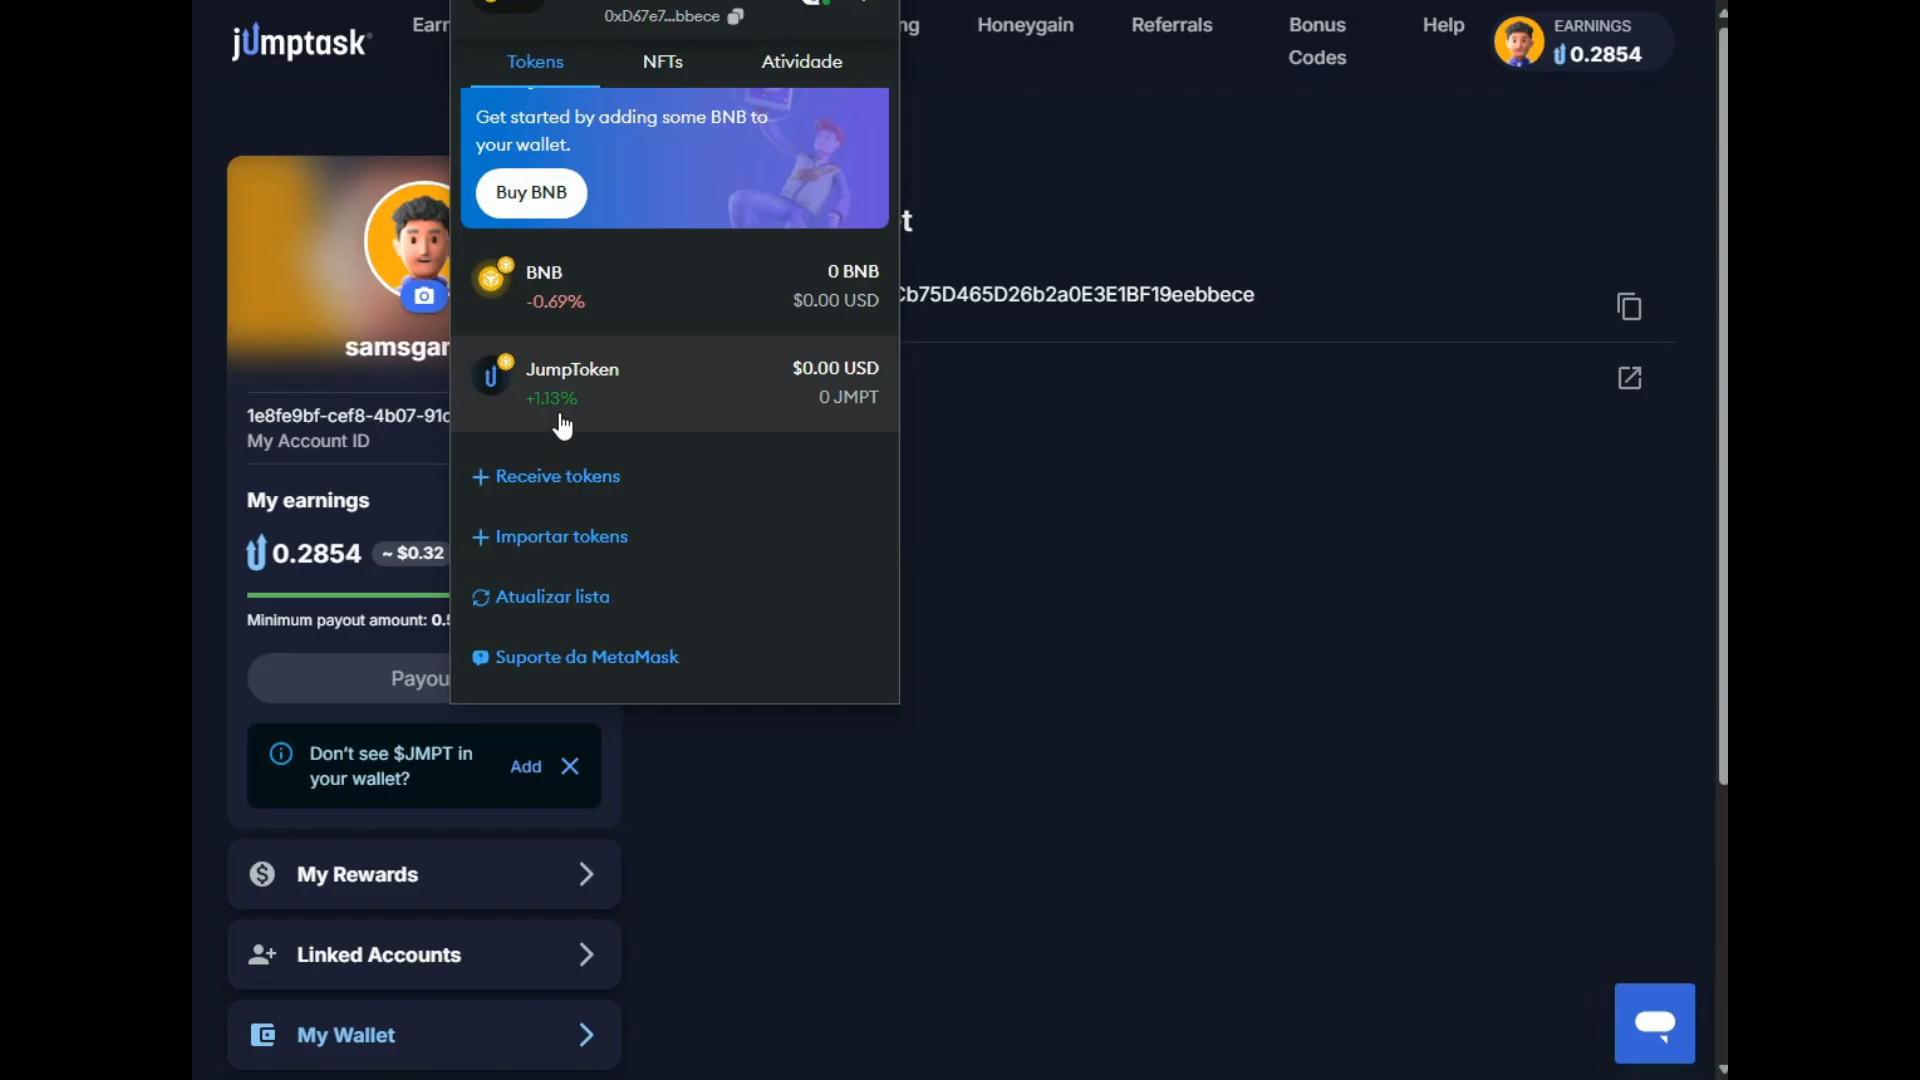 jumptask
Earn
ng
Honeygain
Referrals
Bonus
Codes
Help
EARNINGS
0.2854
0xD67e7...bbece
Tokens
NFTs
Atividade
Get started by adding some BNB to
your wallet.
Buy BNB
BNB
-0.69%
0 BNB
$0.00 USD
JumpToken
+1.13%
$0.00 USD
0 JMPT
+ Receive tokens
+ Importar tokens
Atualizar lista
Suporte da MetaMask
t
Cb75D465D26b2a0E3E1BF19eebbece
samsgar
1e8fe9bf-cef8-4b07-91c
My Account ID
My earnings
0.2854
~ $0.32
Minimum payout amount: 0.5
Payou
Don't see $JMPT in
your wallet?
Add
My Rewards
Linked Accounts
My Wallet